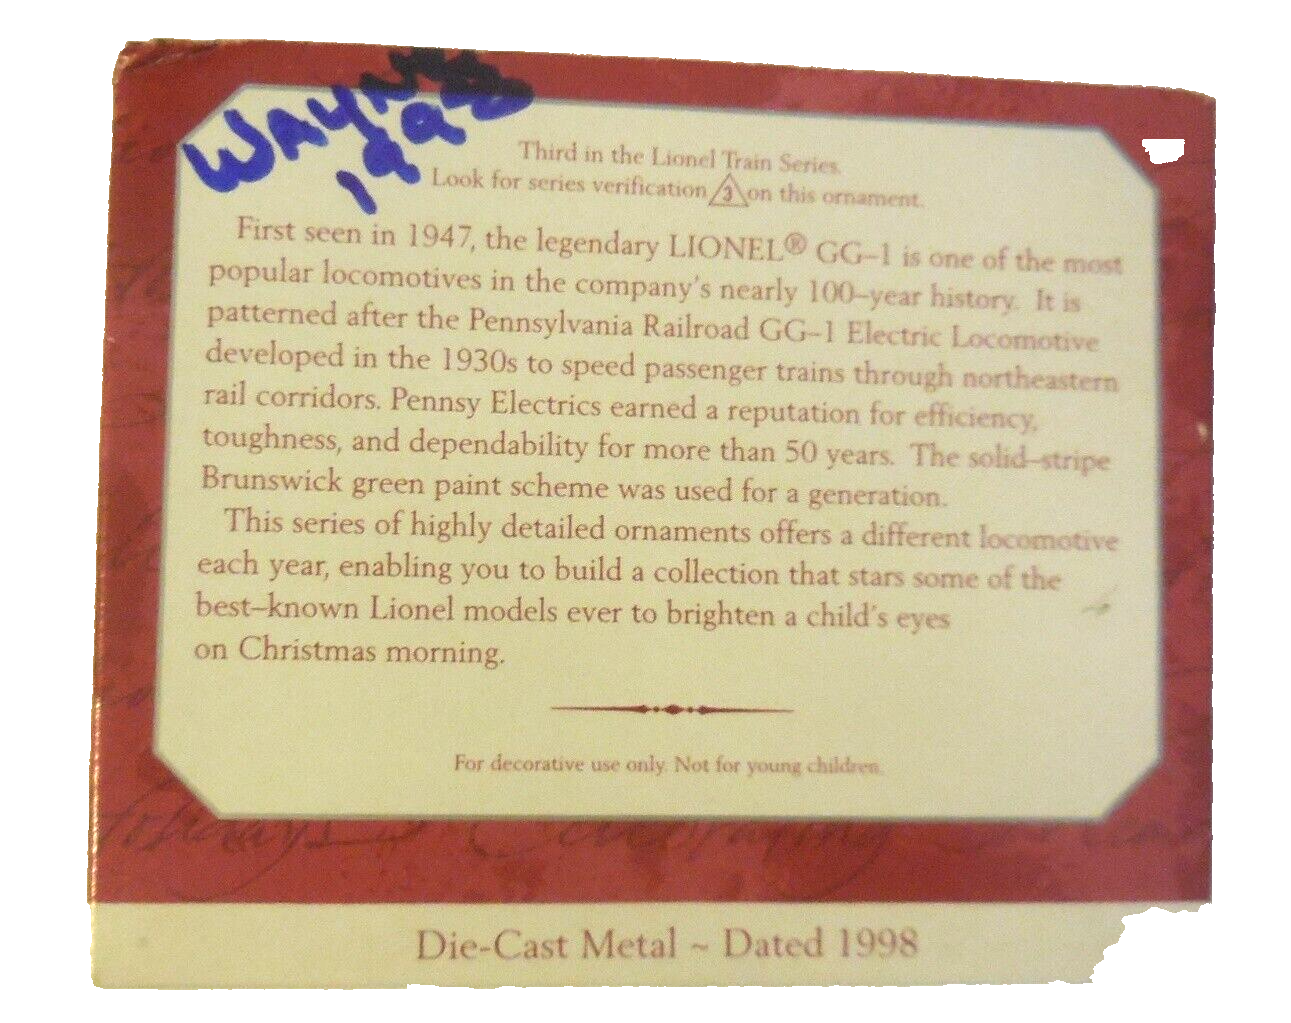 Wayne
1998
Third in the Lionel Train Series.
Look for series verification 3 on this ornament.
First seen in 1947, the legendary LIONEL® GG–1 is one of the most
popular locomotives in the company's nearly 100–year history. It is
patterned after the Pennsylvania Railroad GG–1 Electric Locomotive
developed in the 1930s to speed passenger trains through northeastern
rail corridors. Pennsy Electrics earned a reputation for efficiency,
toughness, and dependability for more than 50 years. The solid–stripe
Brunswick green paint scheme was used for a generation.
This series of highly detailed ornaments offers a different locomotive
each year, enabling you to build a collection that stars some of the
best–known Lionel models ever to brighten a child's eyes
on Christmas morning.
For decorative use only. Not for young children.
Die-Cast Metal ~ Dated 1998